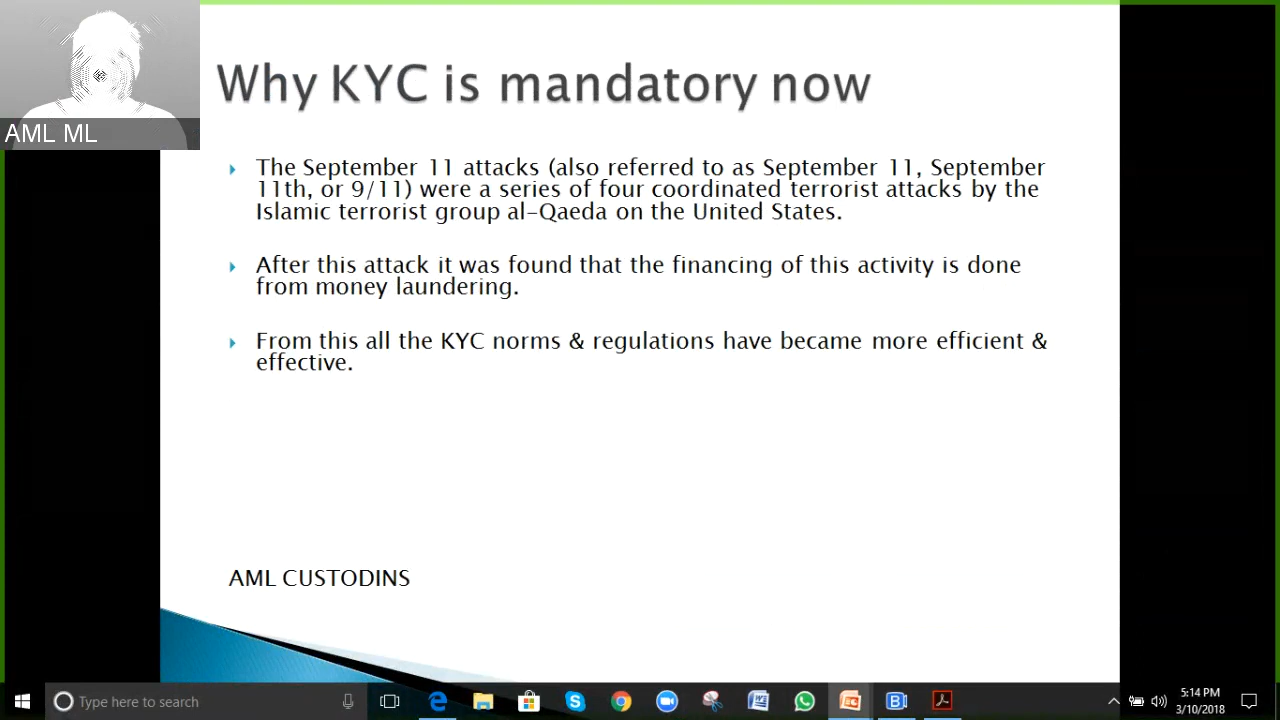 Why KYC is mandatory now
AML ML
The September 11 attacks (also referred to as September 11, September
11th, or 9/11) were a series of four coordinated terrorist attacks by the
Islamic terrorist group al-Qaeda on the United States.
After this attack it was found that the financing of this activity is done
from money laundering.
From this all the KYC norms & regulations have became more efficient &
effective.
AML CUSTODINS
Type here to search
5:14 PM
3/10/2018